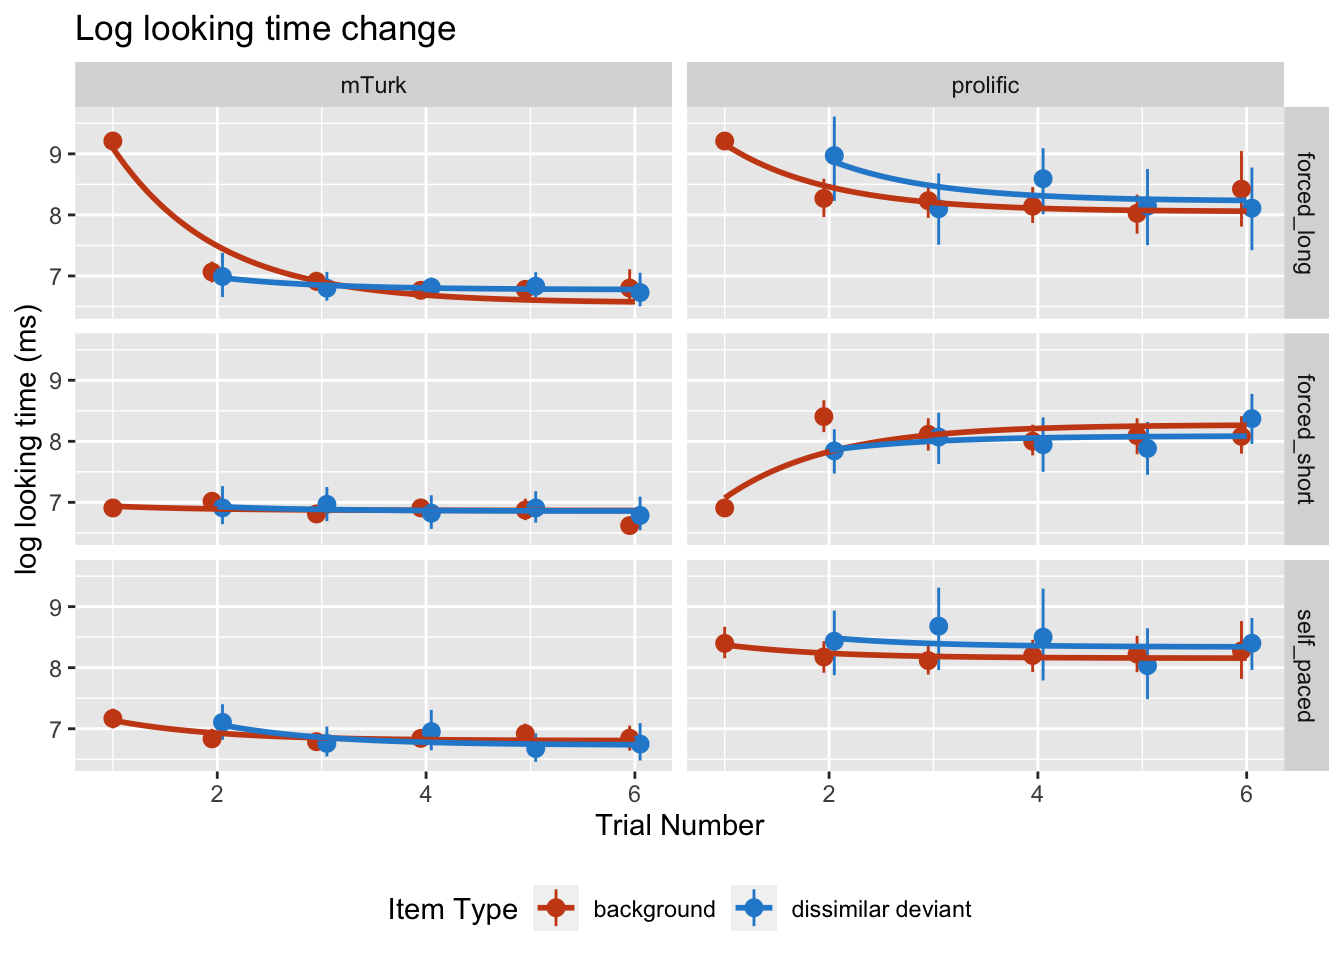 Log looking time change
mTurk
prolific
9
8
7
forced_long
9
8
7
forced_short
9
8
7
self_paced
2
4
6
2
4
6
log looking time (ms)
Trial Number
Item Type background dissimilar deviant